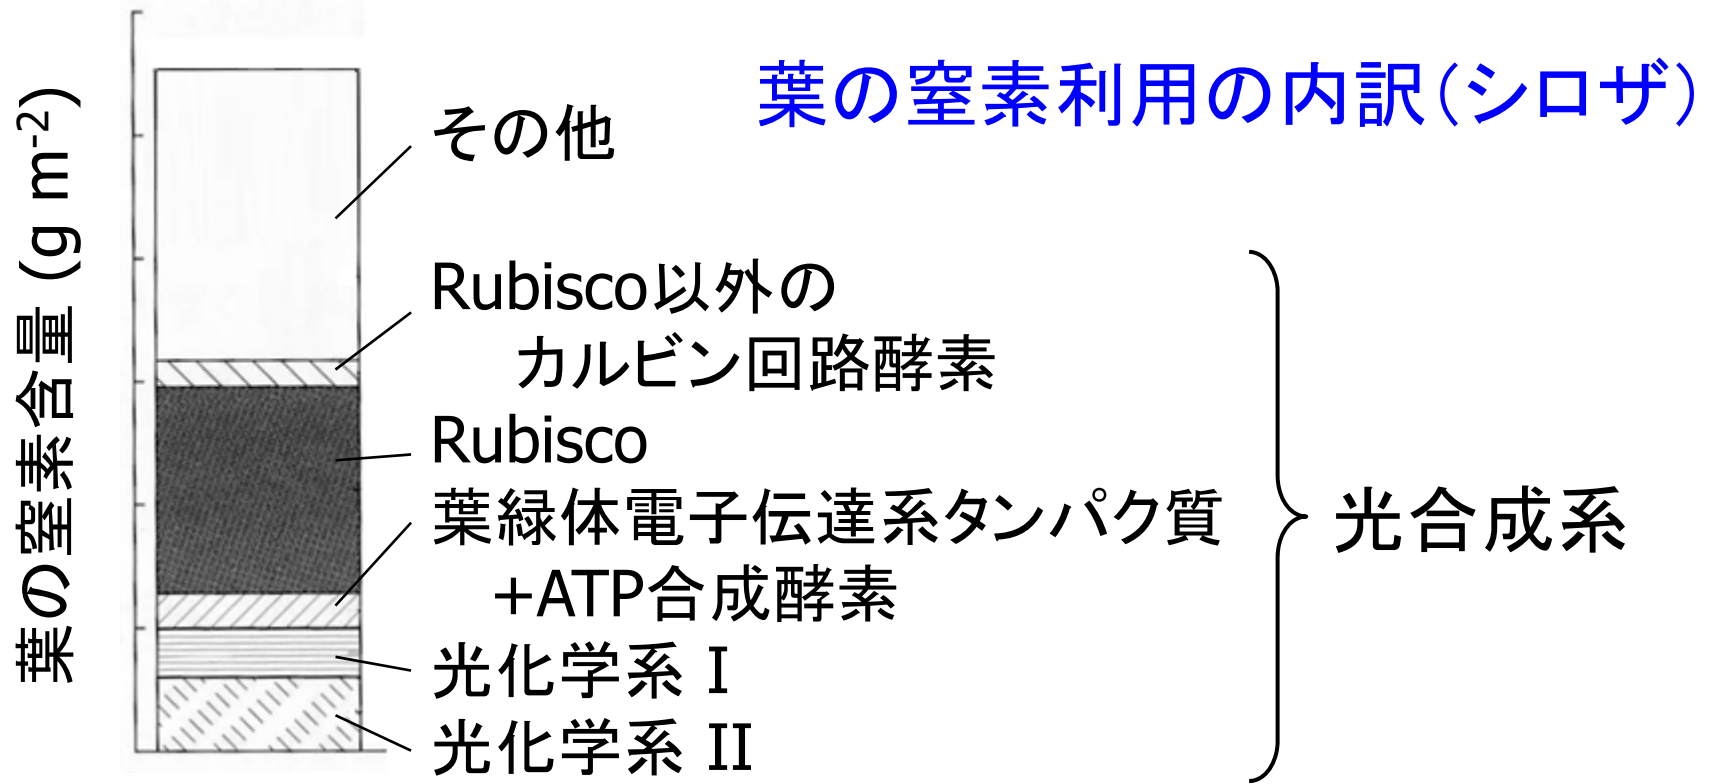 葉の窒素利用の内訳(シロザ)
葉の窒素含量 (g m-2)
その他
Rubisco以外の
カルビン回路酵素
Rubisco
葉緑体電子伝達系タンパク質
+ATP合成酵素
光化学系 I
光化学系 II
光合成系